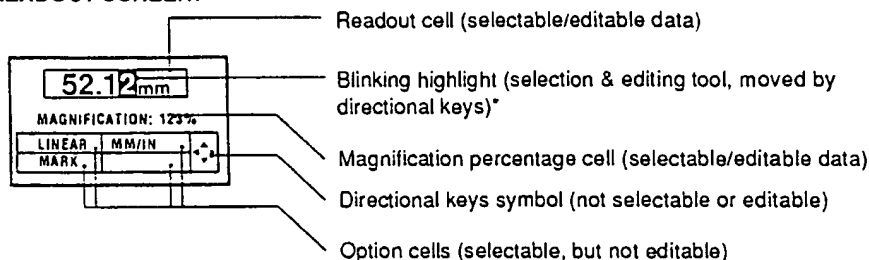 Readout cell (selectable/editable data)
52.12mm
Blinking highlight (selection & editing tool, moved by
directional keys)*
MAGNIFICATION: 123%
LINEAR MM/IN
MARK
Magnification percentage cell (selectable/editable data)
Directional keys symbol (not selectable or editable)
Option cells (selectable, but not editable)